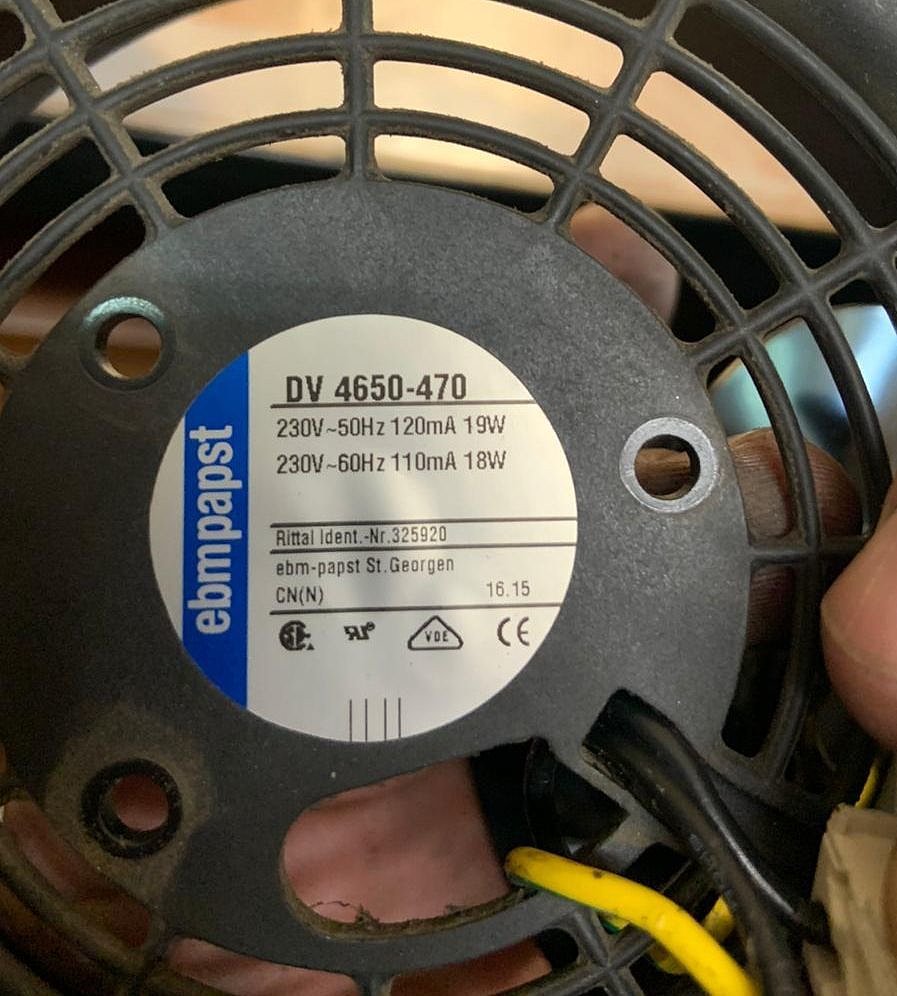 ebmpapst
DV 4650-470
230V~50Hz 120mA 19W
230V~60Hz 110mA 18W
Rittal Ident.-Nr.325920
ebm-papst St.Georgen
CN(N) 16.15
VDE CE